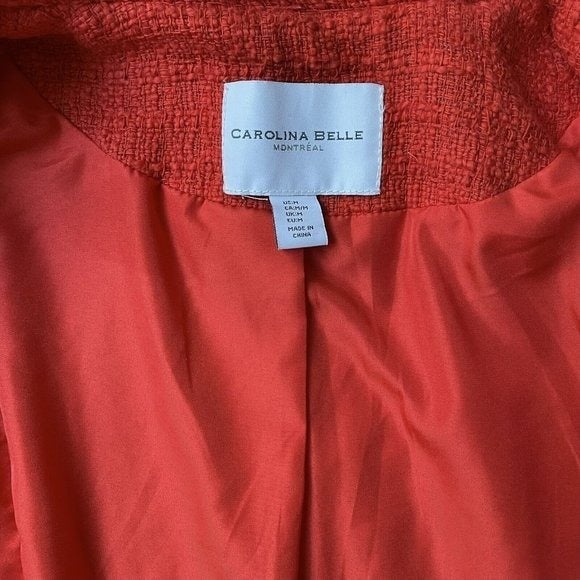 CAROLINA BELLE
MONTRÉAL
US:M
CA:M/M
UK:M
EU:M
MADE IN
CHINA